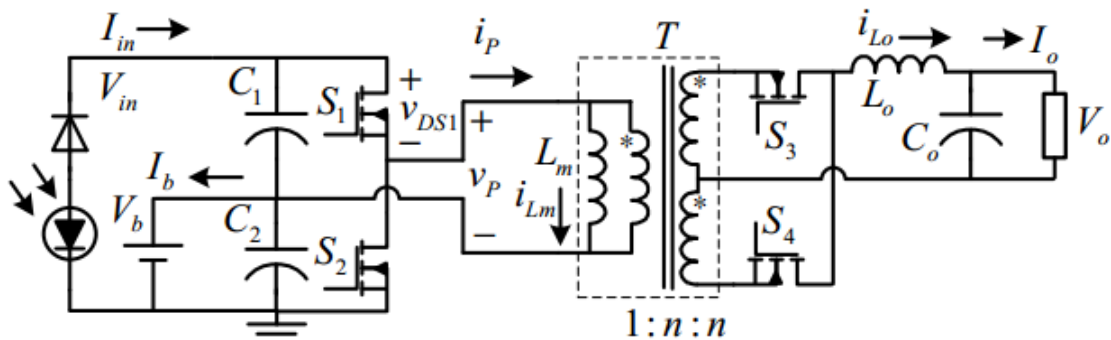 I_in
i_P
T
i_Lo
I_o
V_in
C_1
S_1
+
v_DS1
−
+
*
*
L_o
S_3
C_o
V_o
L_m
I_b
v_P
i_Lm
V_b
C_2
−
*
S_4
S_2
1:n:n